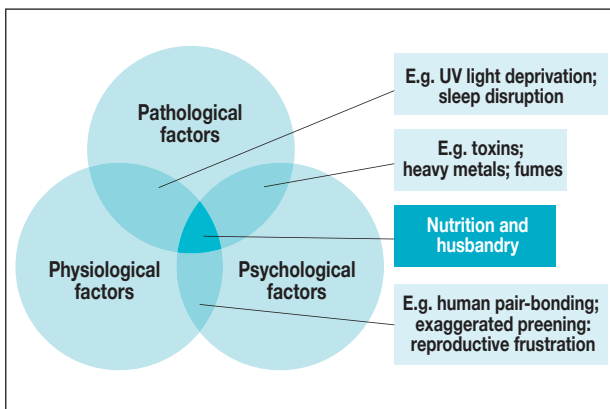 Pathological
factors
Physiological
factors
Psychological
factors
E.g. UV light deprivation;
sleep disruption
E.g. toxins;
heavy metals; fumes
Nutrition and
husbandry
E.g. human pair-bonding;
exaggerated preening:
reproductive frustration